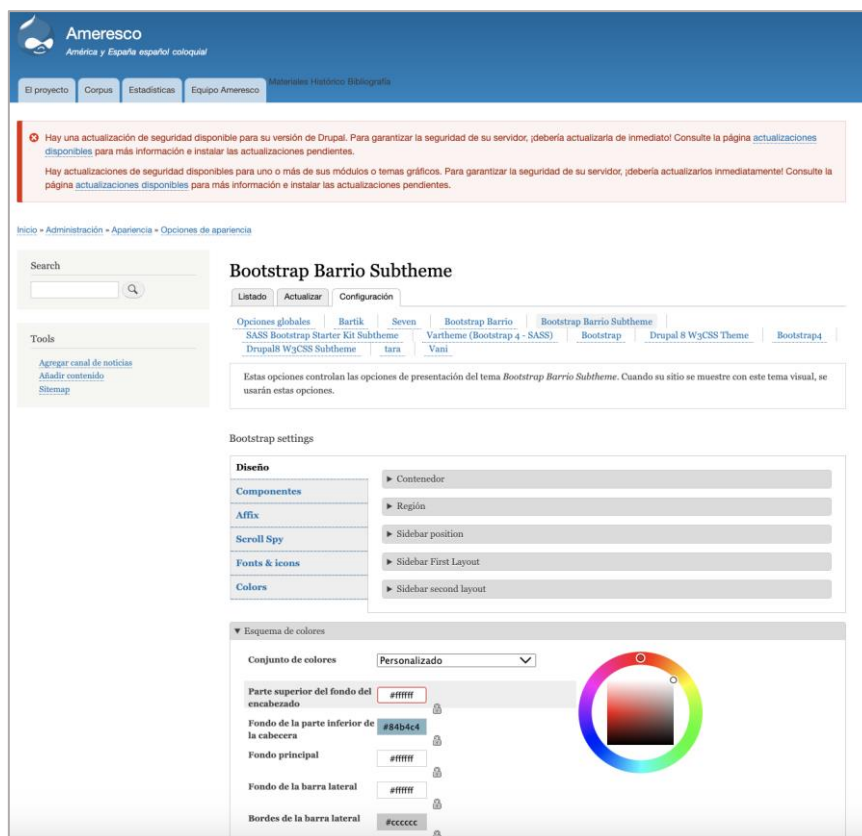 Ameresco
América y España español coloquial
El proyecto
Corpus
Estadísticas
Equipo Ameresco
Materiales Histórico Bibliografía
Hay una actualización de seguridad disponible para su versión de Drupal. Para garantizar la seguridad de su servidor, ¡debería actualizarla de inmediato! Consulte la página actualizaciones
disponibles para más información e instalar las actualizaciones pendientes.
Hay actualizaciones de seguridad disponibles para uno o más de sus módulos o temas gráficos. Para garantizar la seguridad de su servidor, ¡debería actualizarlos inmediatamente! Consulte la
página actualizaciones disponibles para más información e instalar las actualizaciones pendientes.
Inicio » Administración » Apariencia » Opciones de apariencia
Search
Tools
Agregar canal de noticias
Añadir contenido
Sitemap
Bootstrap Barrio Subtheme
Listado
Actualizar
Configuración
Opciones globales
Bartik
Seven
Bootstrap Barrio
Bootstrap Barrio Subtheme
SASS Bootstrap Starter Kit Subtheme
Vartheme (Bootstrap 4 - SASS)
Bootstrap
Drupal 8 W3CSS Theme
Bootstrap4
Drupal8 W3CSS Subtheme
tara
Vani
Estas opciones controlan las opciones de presentación del tema Bootstrap Barrio Subtheme. Cuando su sitio se muestre con este tema visual, se
usarán estas opciones.
Bootstrap settings
Diseño
Componentes
Affix
Scroll Spy
Fonts & icons
Colors
Contenedor
Región
Sidebar position
Sidebar First Layout
Sidebar second layout
Esquema de colores
Conjunto de colores
Personalizado
Parte superior del fondo del
encabezado
#ffffff
Fondo de la parte inferior de
la cabecera
#84b4c4
Fondo principal
#ffffff
Fondo de la barra lateral
#ffffff
Bordes de la barra lateral
#cccccc